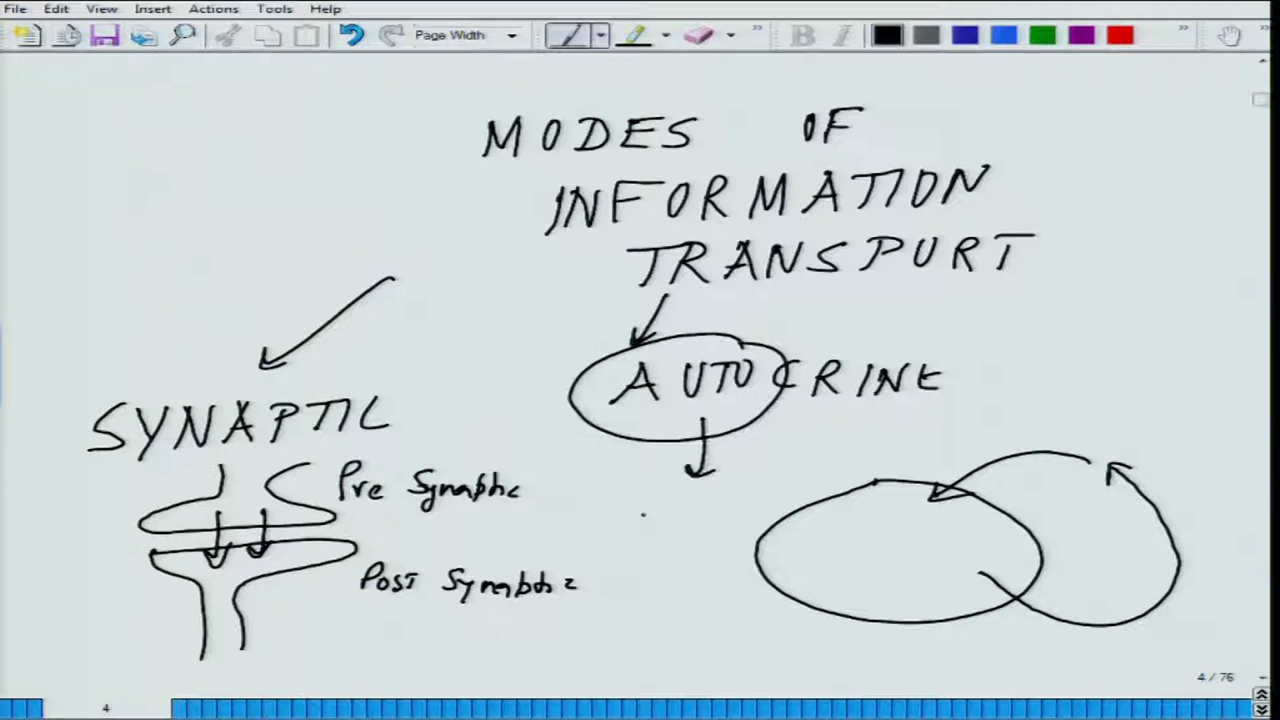 File Edit View Insert Actions Tools Help
Page Width
MODES OF
INFORMATION
TRANSPORT
AUTOCRINE
SYNAPTIC
Pre Synaptic
Post Synaptic
4 / 76
4